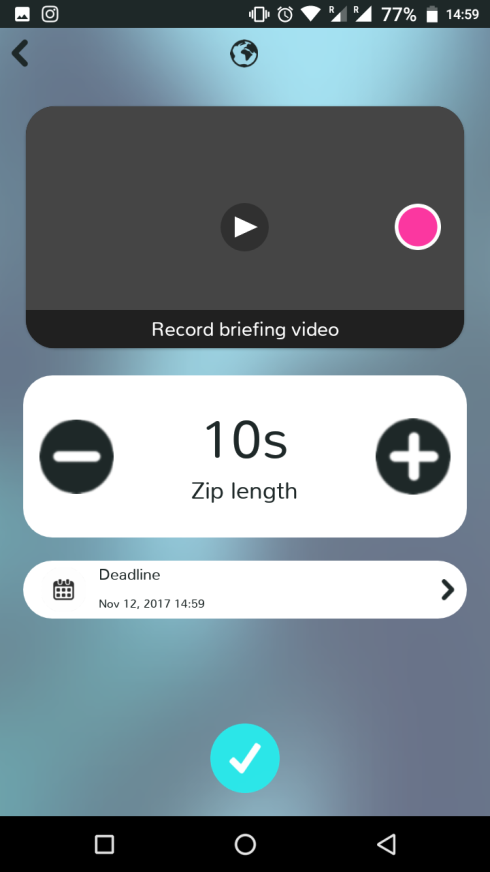 R R 77% 14:59
Record briefing video
10s
Zip length
Deadline
Nov 12, 2017 14:59